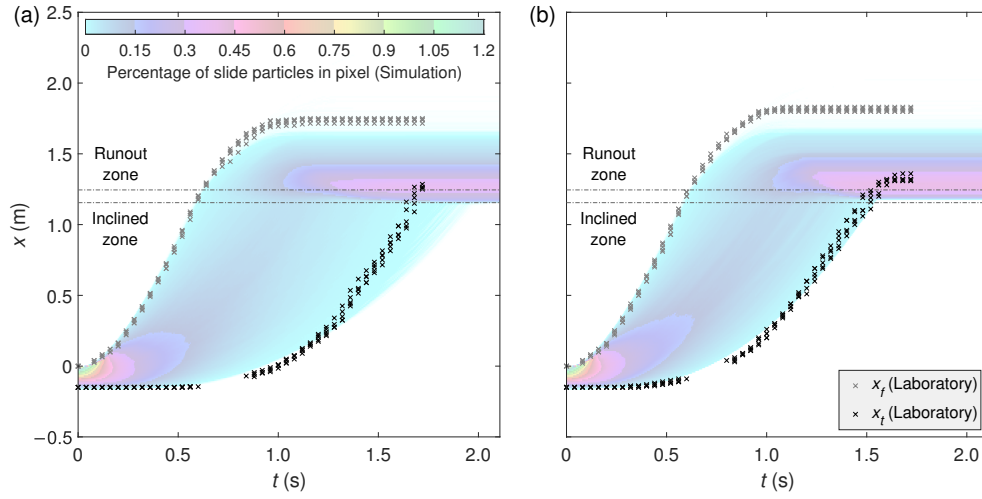 (a)
(b)
2.5
2.0
1.5
1.0
0.5
0
−0.5
x (m)
0 0.15 0.3 0.45 0.6 0.75 0.9 1.05 1.2
Percentage of slide particles in pixel (Simulation)
Runout
zone
Inclined
zone
Runout
zone
Inclined
zone
x_f (Laboratory)
x_t (Laboratory)
0 0.5 1.0 1.5 2.0
t (s)
0 0.5 1.0 1.5 2.0
t (s)